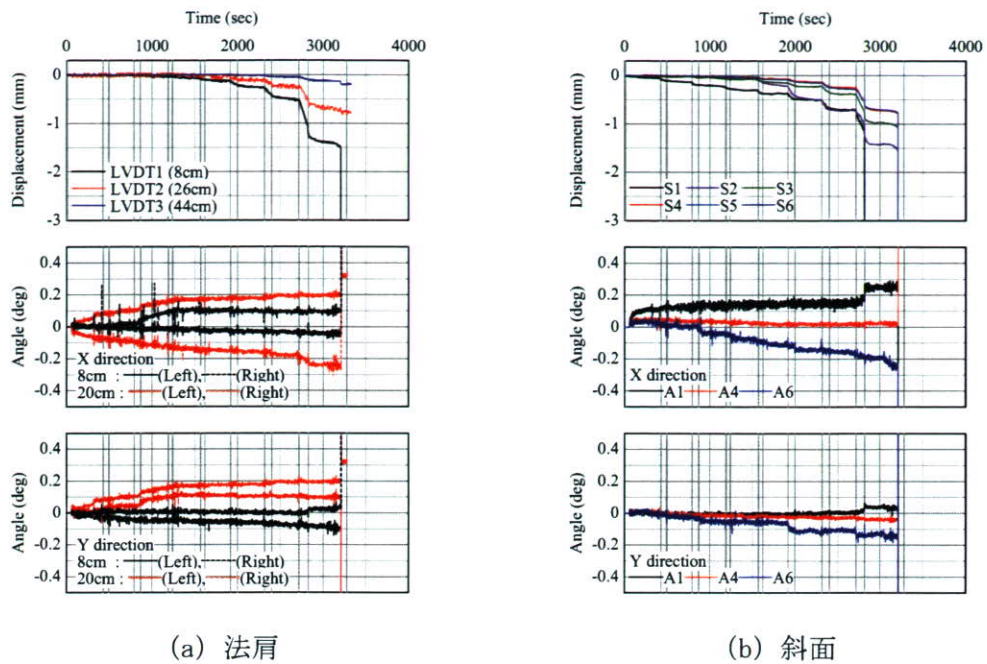 Time (sec)
0 1000 2000 3000 4000
Displacement (mm)
0
-1
-2
-3
LVDT1 (8cm)
LVDT2 (26cm)
LVDT3 (44cm)
Angle (deg)
0.4
0.2
0
-0.2
-0.4
X direction
8cm : (Left), (Right)
20cm : (Left), (Right)
Angle (deg)
0.4
0.2
0
-0.2
-0.4
Y direction
8cm : (Left), (Right)
20cm : (Left), (Right)
(a) 法肩
Time (sec)
0 1000 2000 3000 4000
Displacement (mm)
0
-1
-2
-3
S1 S2 S3
S4 S5 S6
Angle (deg)
0.4
0.2
0
-0.2
-0.4
X direction
A1 A4 A6
Angle (deg)
0.4
0.2
0
-0.2
-0.4
Y direction
A1 A4 A6
(b) 斜面